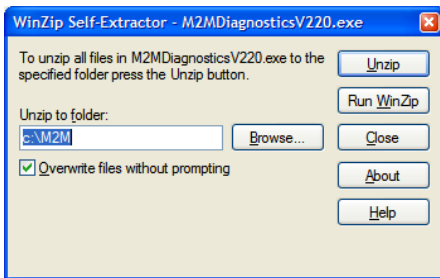 WinZip Self-Extractor - M2MDiagnosticsV220.exe
To unzip all files in M2MDiagnosticsV220.exe to the
specified folder press the Unzip button.
Unzip to folder:
c:\M2M
Browse...
Overwrite files without prompting
Unzip
Run WinZip
Close
About
Help